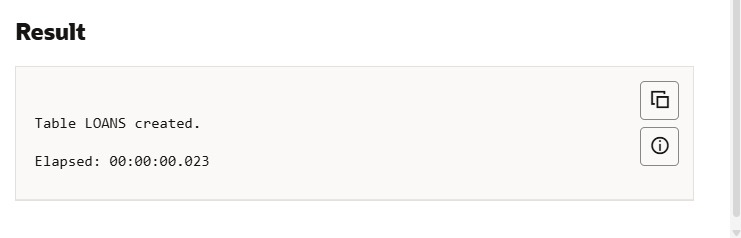 Result
Table LOANS created.
Elapsed: 00:00:00.023